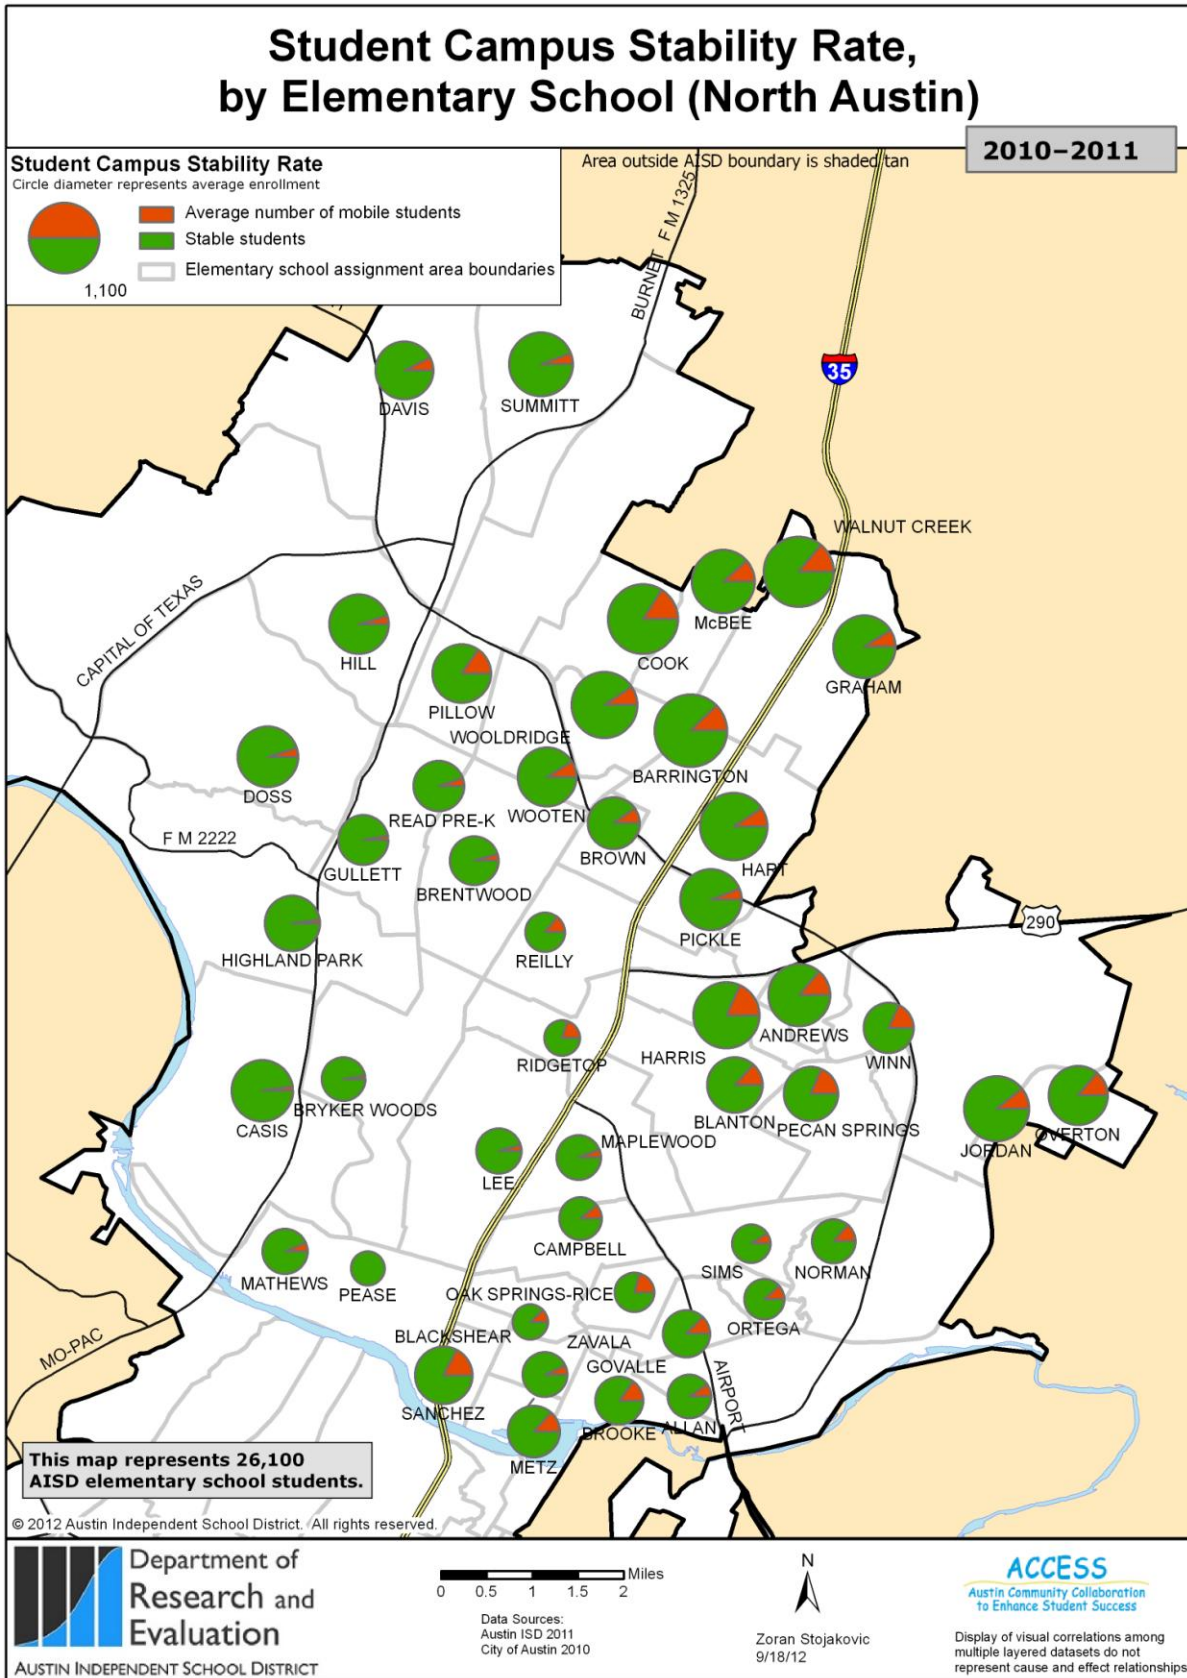 Student Campus Stability Rate,
by Elementary School (North Austin)
2010–2011
Student Campus Stability Rate
Circle diameter represents average enrollment
Average number of mobile students
Stable students
Elementary school assignment area boundaries
1,100
Area outside AISD boundary is shaded tan
BURNET F M 1325
35
DAVIS
SUMMITT
WALNUT CREEK
CAPITAL OF TEXAS
McBEE
HILL
COOK
GRAHAM
PILLOW
WOOLDRIDGE
BARRINGTON
DOSS
READ PRE-K
WOOTEN
F M 2222
BROWN
HART
GULLETT
BRENTWOOD
290
PICKLE
HIGHLAND PARK
REILLY
ANDREWS
WINN
HARRIS
RIDGETOP
BRYKER WOODS
BLANTON
PECAN SPRINGS
CASIS
OVERTON
JORDAN
MAPLEWOOD
LEE
CAMPBELL
SIMS
NORMAN
MATHEWS
PEASE
OAK SPRINGS-RICE
ORTEGA
BLACKSHEAR
ZAVALA
MO-PAC
GOVALLE
AIRPORT
SANCHEZ
BROOKE
ALLAN
METZ
This map represents 26,100
AISD elementary school students.
© 2012 Austin Independent School District. All rights reserved.
Department of
Research and
Evaluation
AUSTIN INDEPENDENT SCHOOL DISTRICT
Miles
0 0.5 1 1.5 2
Data Sources:
Austin ISD 2011
City of Austin 2010
N
Zoran Stojakovic
9/18/12
ACCESS
Austin Community Collaboration
to Enhance Student Success
Display of visual correlations among
multiple layered datasets do not
represent cause and effect relationships